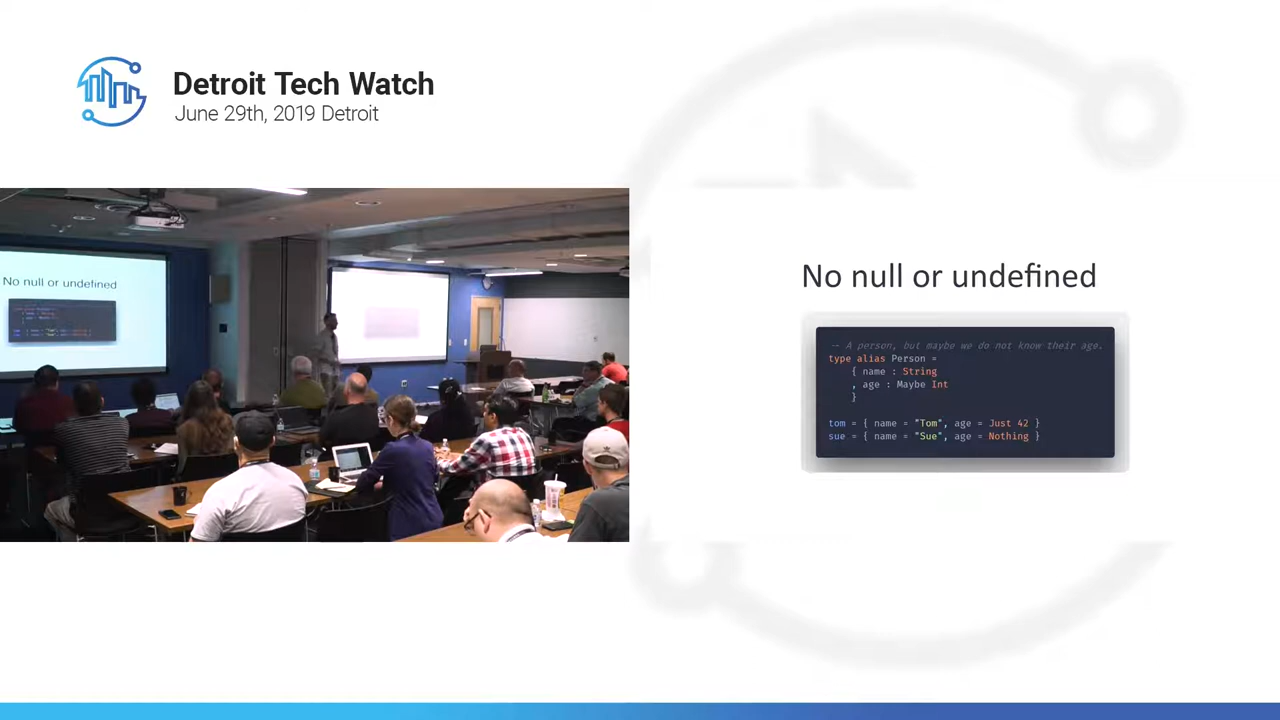 Detroit Tech Watch
June 29th, 2019 Detroit
No null or undefined
No null or undefined
-- A person, but maybe we do not know their age.
type alias Person =
{ name : String
, age : Maybe Int
}
tom = { name = "Tom", age = Just 42 }
sue = { name = "Sue", age = Nothing }